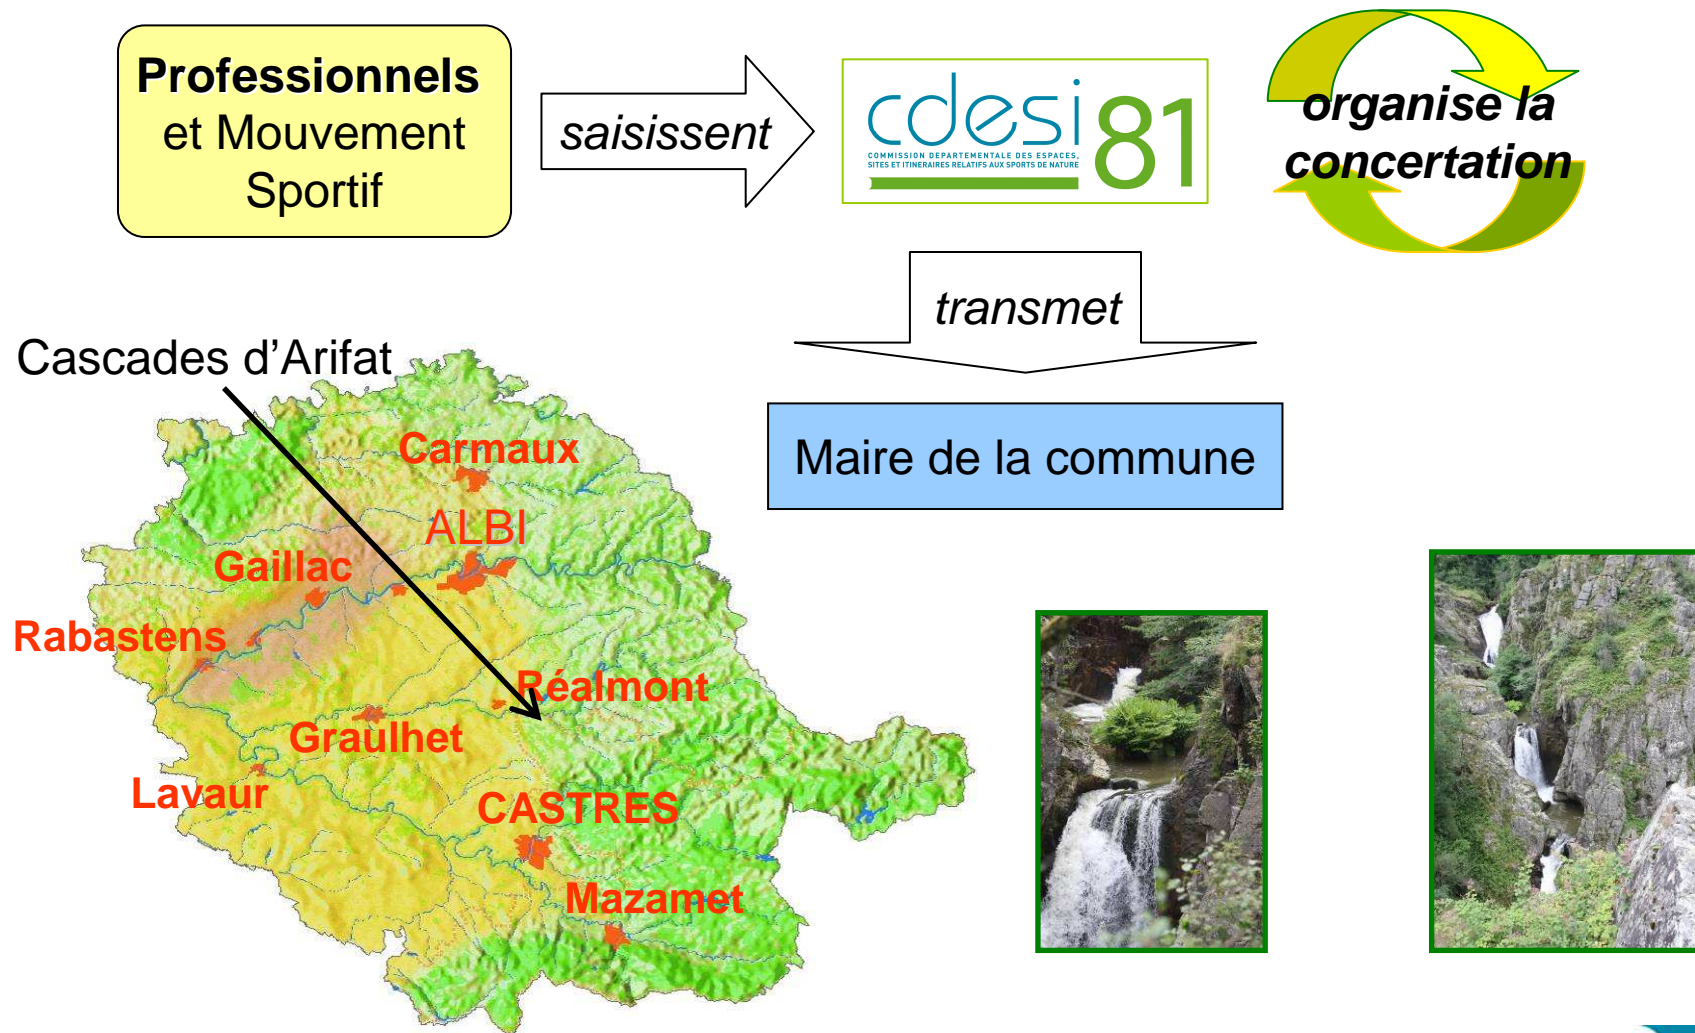 Professionnels
et Mouvement
Sportif
saisissent
cdesi 81
COMMISSION DEPARTEMENTALE DES ESPACES,
SITES ET ITINERAIRES RELATIFS AUX SPORTS DE NATURE
organise la
concertation
transmet
Maire de la commune
Cascades d'Arifat
Carmaux
ALBI
Gaillac
Rabastens
Réalmont
Graulhet
Lavaur
CASTRES
Mazamet